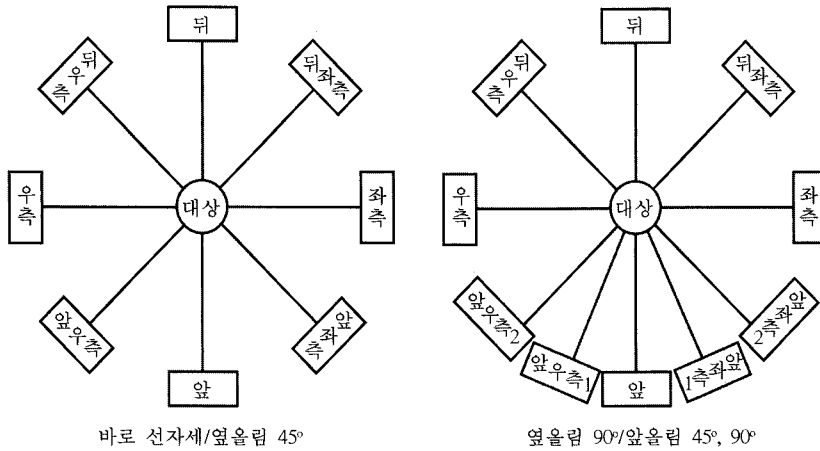 뒤
뒤우측
뒤좌측
우측
대상
좌측
앞우측
앞좌측
앞
바로 선자세/옆올림 45°
뒤
뒤우측
뒤좌측
우측
대상
좌측
앞우측2
앞좌측2
앞우측1
앞좌측1
앞
옆올림 90°/앞올림 45°, 90°